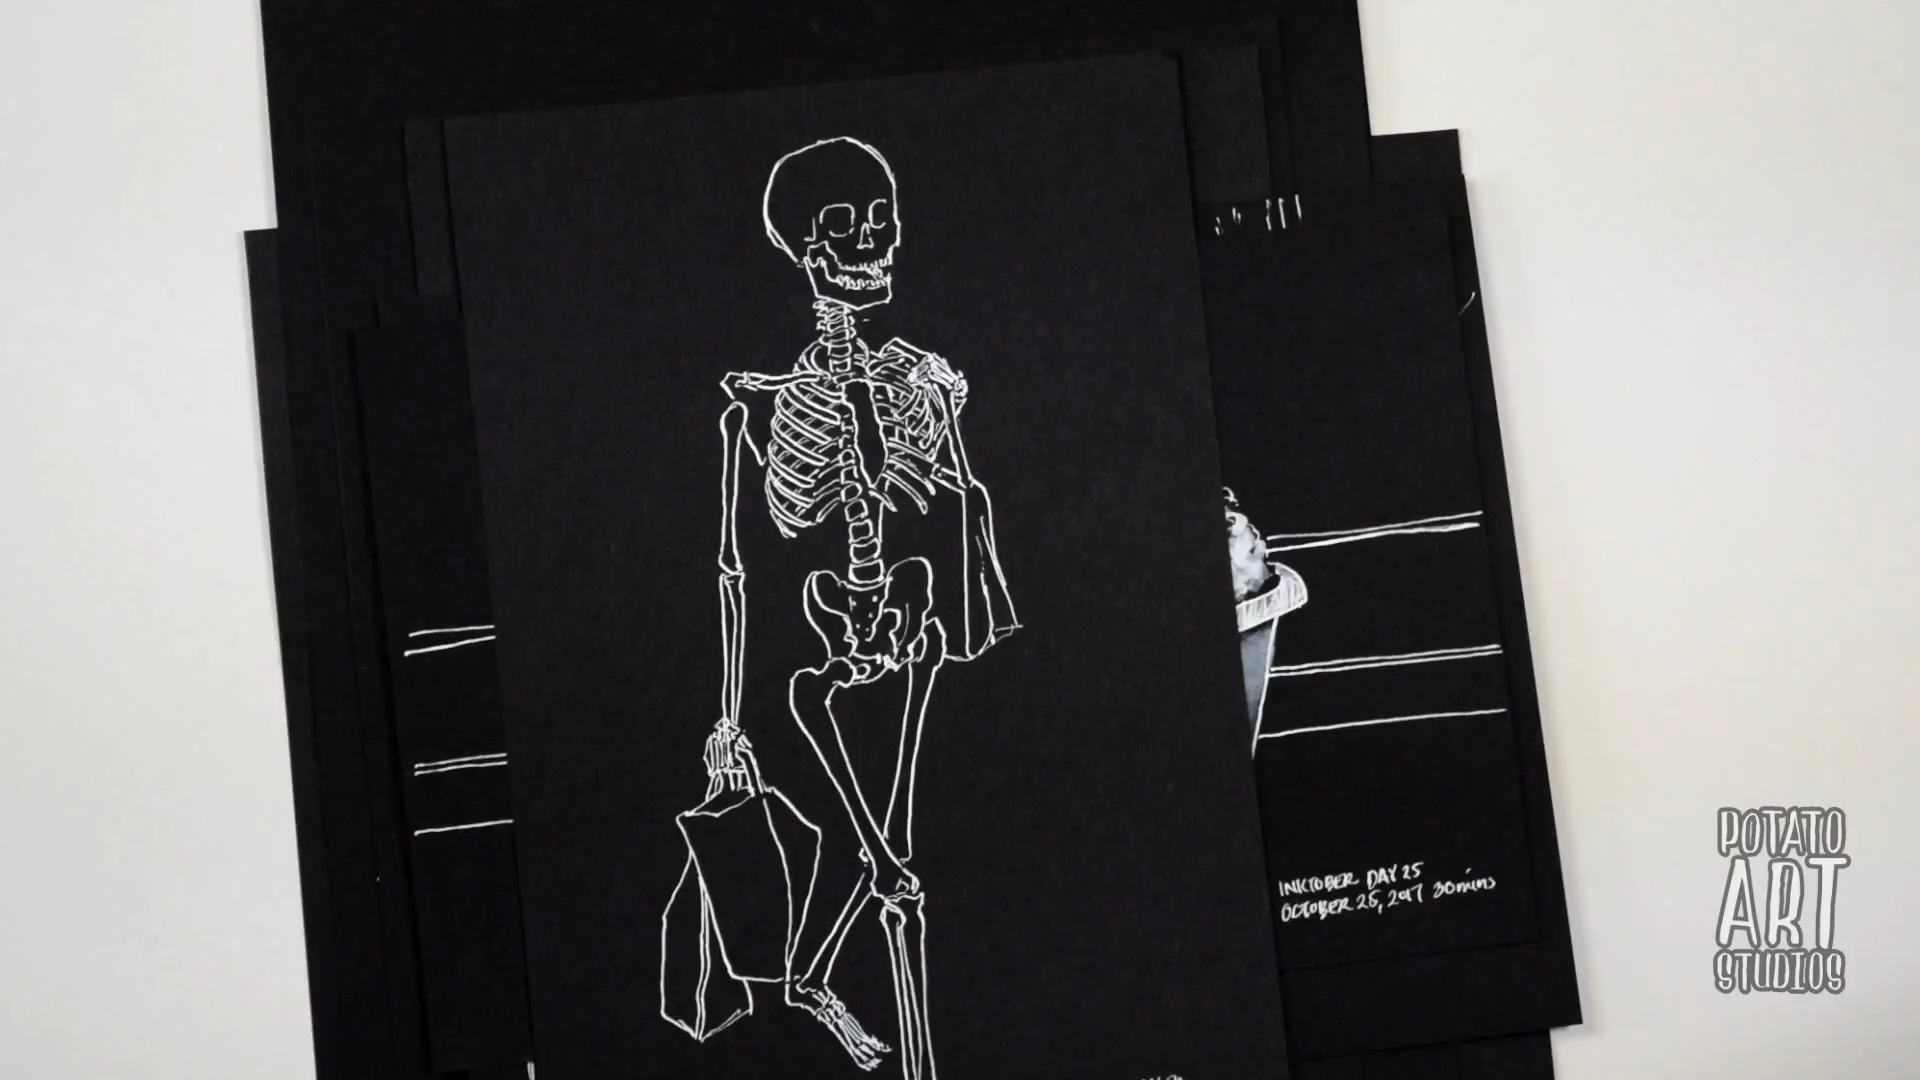 INKTOBER DAY 25
OCTOBER 25, 2017 30mins
POTATO
ART
STUDIOS